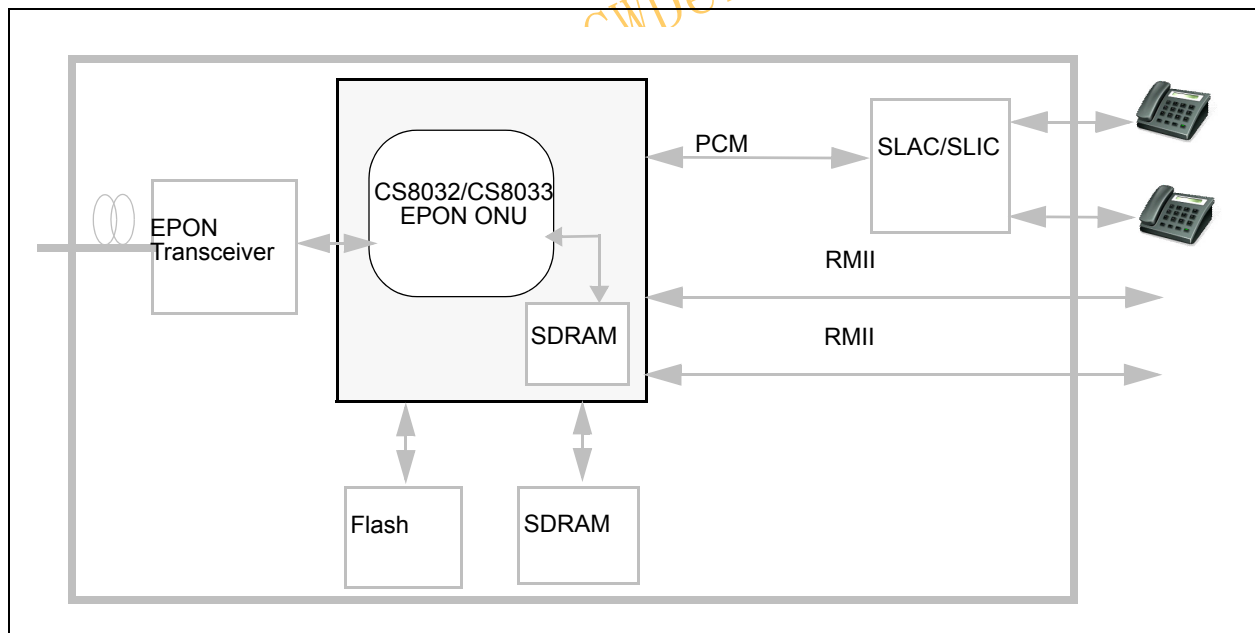 PCM
SLAC/SLIC
CS8032/CS8033
EPON ONU
EPON
Transceiver
RMII
SDRAM
RMII
Flash
SDRAM